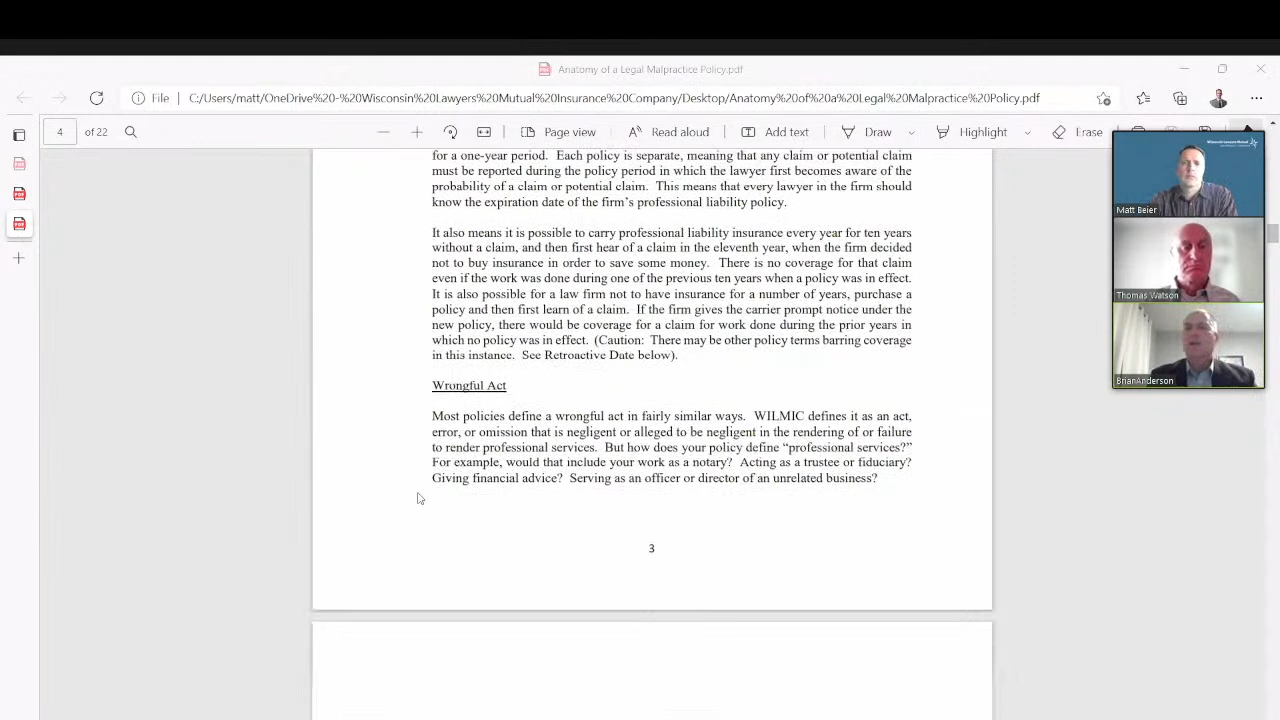 Anatomy of a Legal Malpractice Policy.pdf
File C:/Users/matt/OneDrive%20-%20Wisconsin%20Lawyers%20Mutual%20Insurance%20Company/Desktop/Anatomy%20of%20a%20Legal%20Malpractice%20Policy.pdf
4 of 22 Page view Read aloud Add text Draw Highlight Erase
for a one-year period. Each policy is separate, meaning that any claim or potential claim
must be reported during the policy period in which the lawyer first becomes aware of the
probability of a claim or potential claim. This means that every lawyer in the firm should
know the expiration date of the firm's professional liability policy.
It also means it is possible to carry professional liability insurance every year for ten years
without a claim, and then first hear of a claim in the eleventh year, when the firm decided
not to buy insurance in order to save some money. There is no coverage for that claim
even if the work was done during one of the previous ten years when a policy was in effect.
It is also possible for a law firm not to have insurance for a number of years, purchase a
policy and then first learn of a claim. If the firm gives the carrier prompt notice under the
new policy, there would be coverage for a claim for work done during the prior years in
which no policy was in effect. (Caution: There may be other policy terms barring coverage
in this instance. See Retroactive Date below).
Wrongful Act
Most policies define a wrongful act in fairly similar ways. WILMIC defines it as an act,
error, or omission that is negligent or alleged to be negligent in the rendering of or failure
to render professional services. But how does your policy define “professional services?”
For example, would that include your work as a notary? Acting as a trustee or fiduciary?
Giving financial advice? Serving as an officer or director of an unrelated business?
3
Matt Beier
Thomas Watson
BrianAnderson